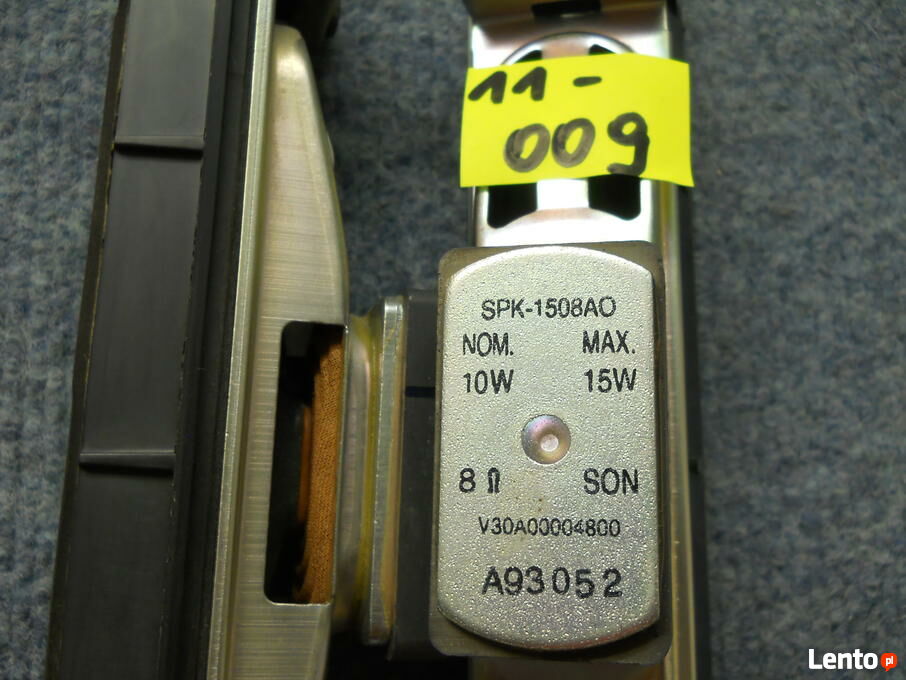 11-
009
SPK-1508AO
NOM. MAX.
10W 15W
8 Ω SON
V30A00004800
A93052
Lento.pl